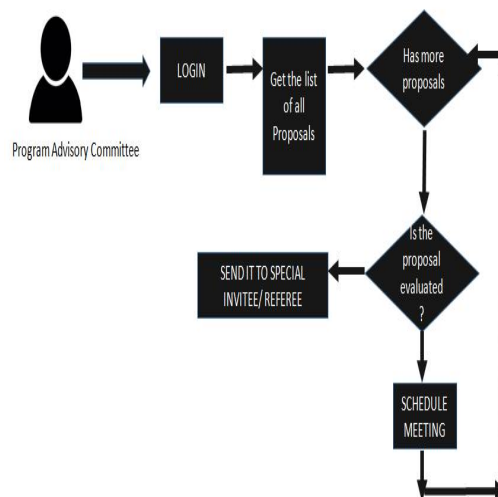 LOGIN
Get the list
of all
Proposals
Has more
proposals
Program Advisory Committee
Is the
proposal
evaluated
?
SEND IT TO SPECIAL
INVITEE/ REFEREE
SCHEDULE
MEETING